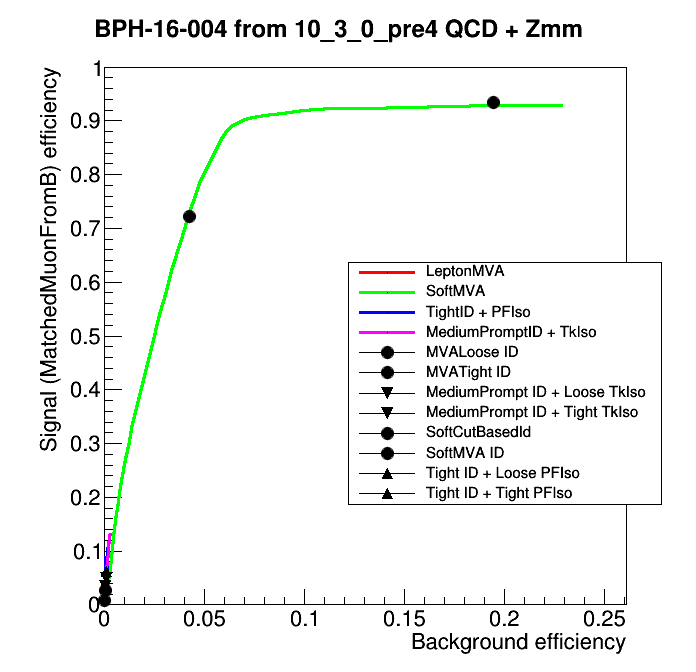 BPH-16-004 from 10_3_0_pre4 QCD + Zmm
Signal (MatchedMuonFromB) efficiency
1
0.9
0.8
0.7
0.6
0.5
0.4
0.3
0.2
0.1
0
LeptonMVA
SoftMVA
TightID + PFIso
MediumPromptID + TkIso
MVALoose ID
MVATight ID
MediumPrompt ID + Loose TkIso
MediumPrompt ID + Tight TkIso
SoftCutBasedId
SoftMVA ID
Tight ID + Loose PFIso
Tight ID + Tight PFIso
0 0.05 0.1 0.15 0.2 0.25
Background efficiency